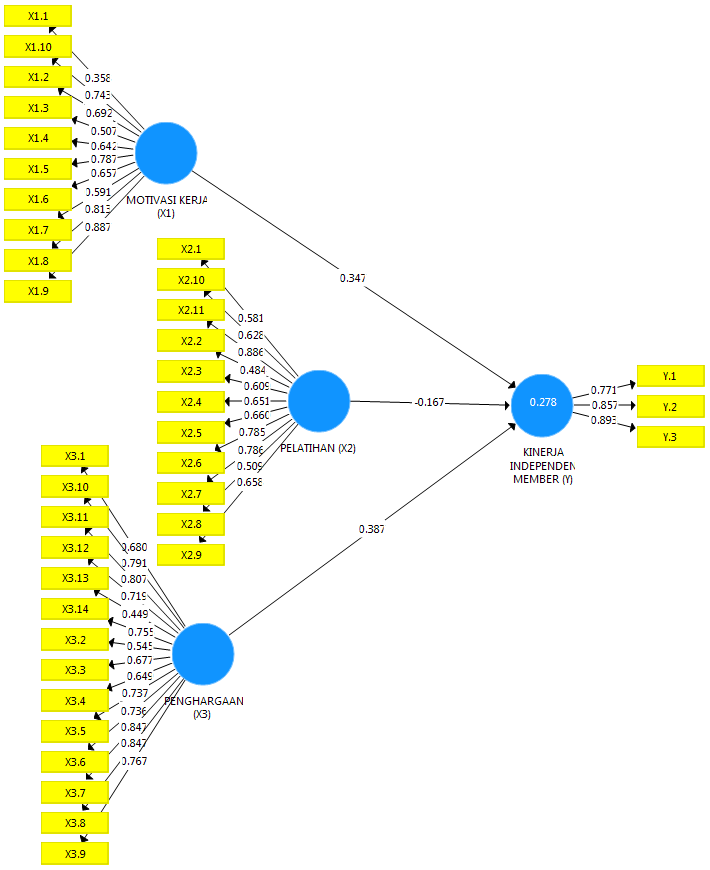 X1.1
X1.10
X1.2
X1.3
X1.4
X1.5
X1.6
X1.7
X1.8
X1.9
0.358
0.743
0.692
0.507
0.642
0.787
0.657
0.591
0.813
0.887
MOTIVASI KERJA
(X1)
0.347
X2.1
X2.10
X2.11
X2.2
X2.3
X2.4
X2.5
X2.6
X2.7
X2.8
X2.9
0.581
0.628
0.886
0.484
0.609
0.651
0.660
0.785
0.786
0.509
0.658
PELATIHAN (X2)
-0.167
0.278
KINERJA
INDEPENDEN
MEMBER (Y)
0.771
0.857
0.893
Y.1
Y.2
Y.3
0.387
X3.1
X3.10
X3.11
X3.12
X3.13
X3.14
X3.2
X3.3
X3.4
X3.5
X3.6
X3.7
X3.8
X3.9
0.680
0.791
0.807
0.719
0.449
0.755
0.545
0.677
0.649
0.737
0.736
0.847
0.847
0.767
PENGHARGAAN
(X3)